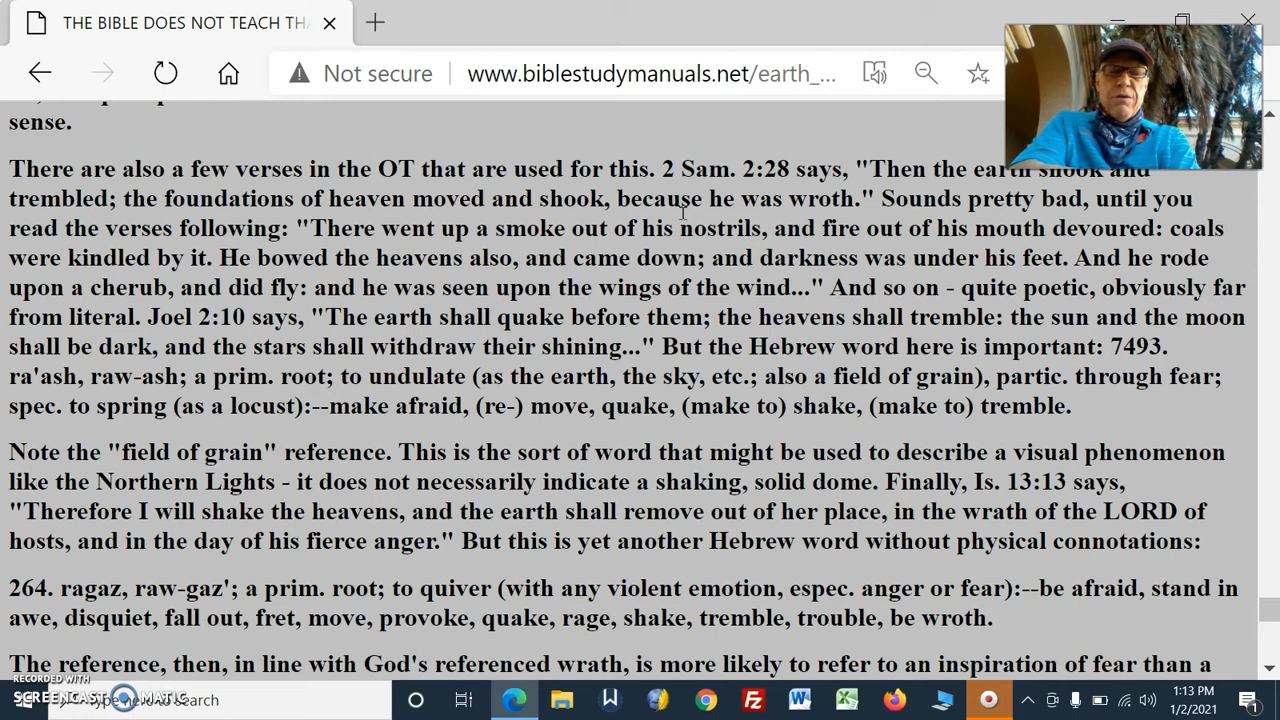 THE BIBLE DOES NOT TEACH TH
Not secure
www.biblestudymanuals.net/earth_...
sense.
There are also a few verses in the OT that are used for this. 2 Sam. 2:28 says, "Then the earth shook and
trembled; the foundations of heaven moved and shook, because he was wroth." Sounds pretty bad, until you
read the verses following: "There went up a smoke out of his nostrils, and fire out of his mouth devoured: coals
were kindled by it. He bowed the heavens also, and came down; and darkness was under his feet. And he rode
upon a cherub, and did fly: and he was seen upon the wings of the wind..." And so on - quite poetic, obviously far
from literal. Joel 2:10 says, "The earth shall quake before them; the heavens shall tremble: the sun and the moon
shall be dark, and the stars shall withdraw their shining..." But the Hebrew word here is important: 7493.
ra'ash, raw-ash; a prim. root; to undulate (as the earth, the sky, etc.; also a field of grain), partic. through fear;
spec. to spring (as a locust):--make afraid, (re-) move, quake, (make to) shake, (make to) tremble.
Note the "field of grain" reference. This is the sort of word that might be used to describe a visual phenomenon
like the Northern Lights - it does not necessarily indicate a shaking, solid dome. Finally, Is. 13:13 says,
"Therefore I will shake the heavens, and the earth shall remove out of her place, in the wrath of the LORD of
hosts, and in the day of his fierce anger." But this is yet another Hebrew word without physical connotations:
264. ragaz, raw-gaz'; a prim. root; to quiver (with any violent emotion, espec. anger or fear):--be afraid, stand in
awe, disquiet, fall out, fret, move, provoke, quake, rage, shake, tremble, trouble, be wroth.
The reference, then, in line with God's referenced wrath, is more likely to refer to an inspiration of fear than a
RECORDED WITH
SCREENCAST MATIC
Type here to search
1:13 PM
1/2/2021